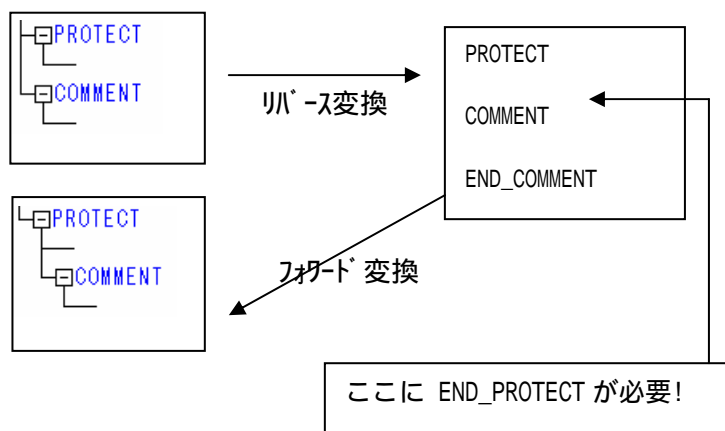 PROTECT
COMMENT
リバース変換
PROTECT
COMMENT
END_COMMENT
PROTECT
COMMENT
フォワード変換
ここに END_PROTECT が必要!